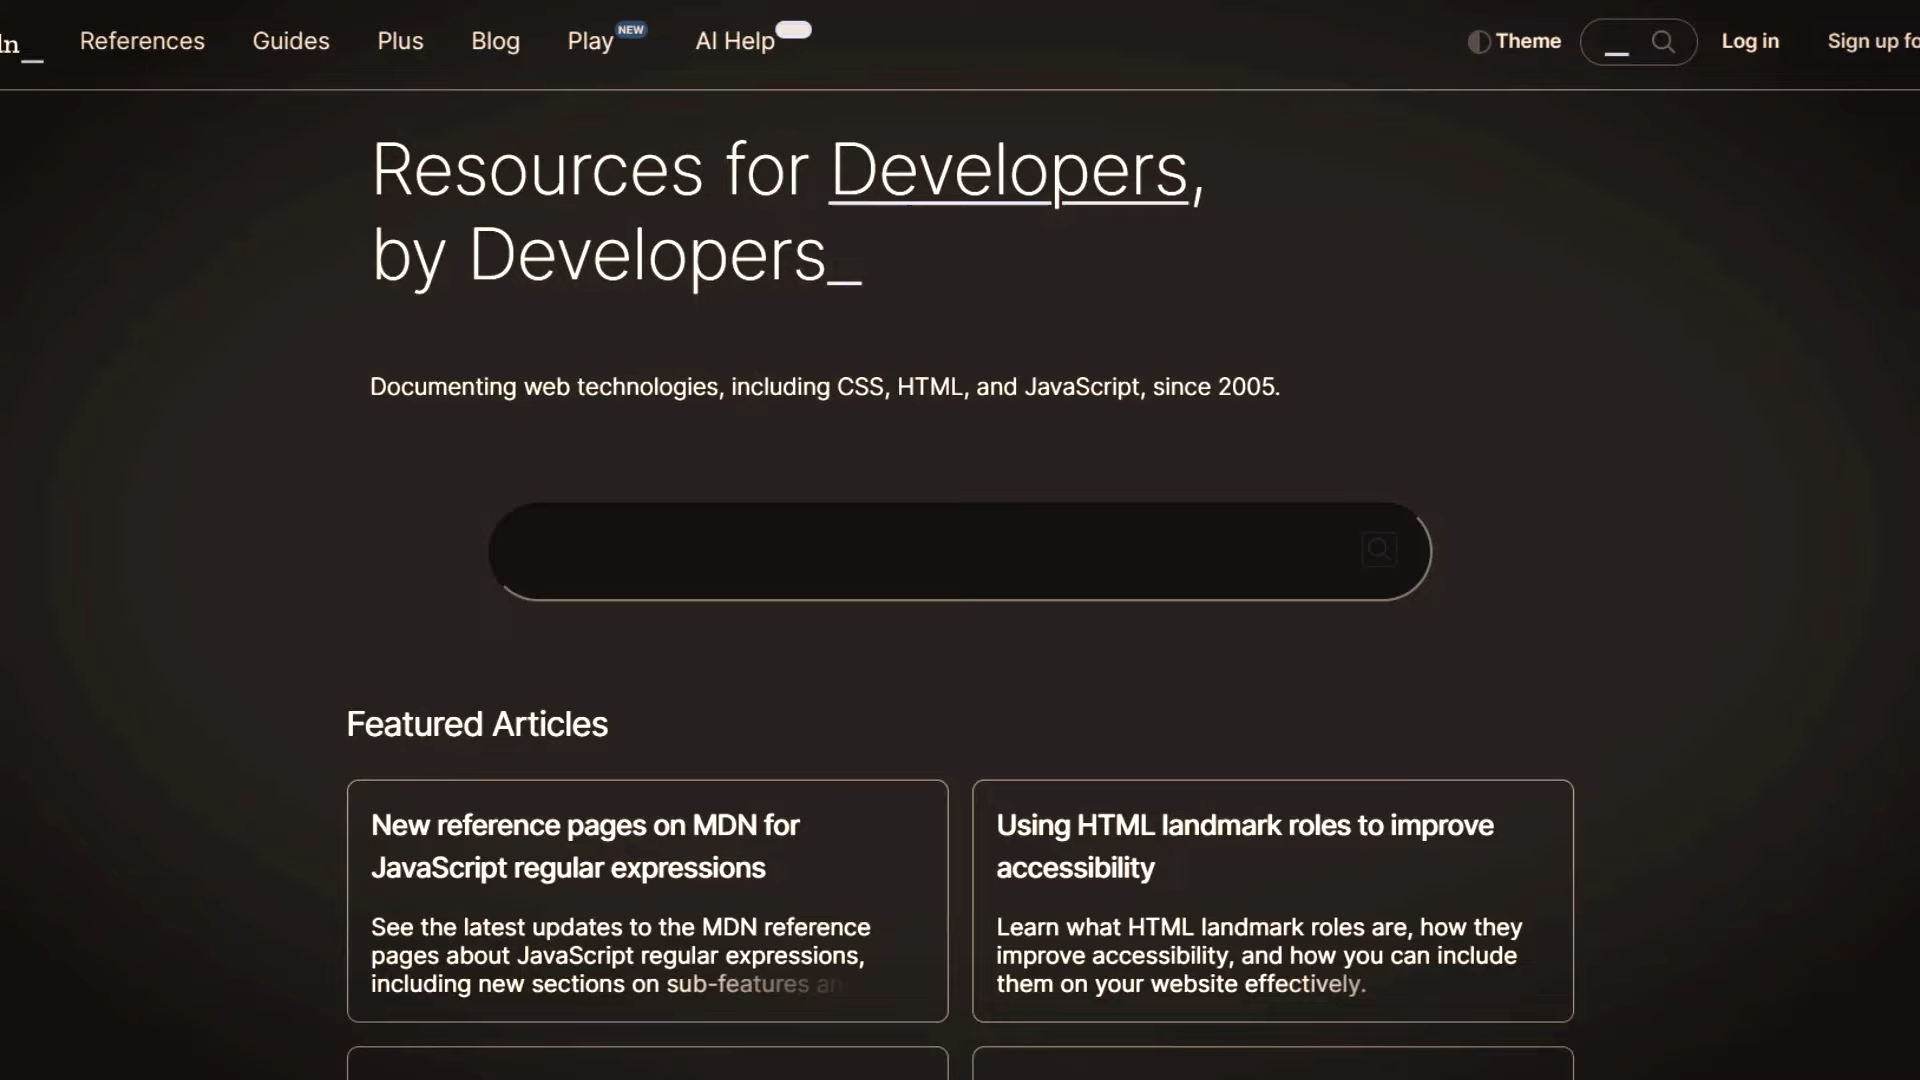 References Guides Plus Blog Play NEW AI Help Theme Log in Sign up fo
Resources for Developers,
by Developers_
Documenting web technologies, including CSS, HTML, and JavaScript, since 2005.
Featured Articles
New reference pages on MDN for
JavaScript regular expressions
See the latest updates to the MDN reference
pages about JavaScript regular expressions,
including new sections on sub-features an
Using HTML landmark roles to improve
accessibility
Learn what HTML landmark roles are, how they
improve accessibility, and how you can include
them on your website effectively.